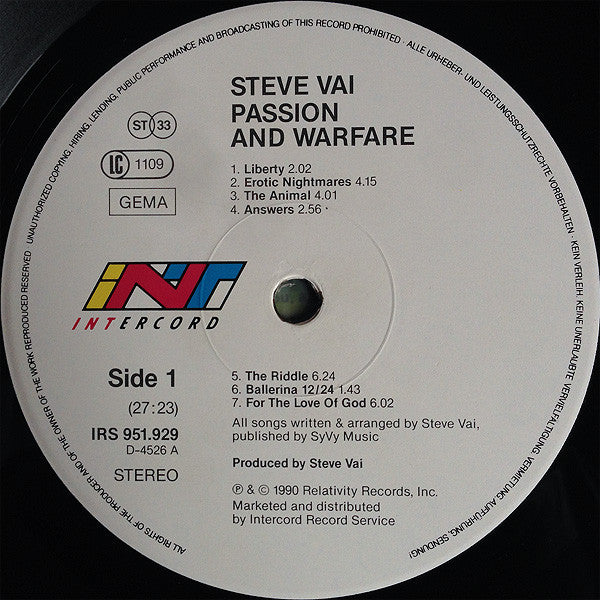 UNAUTHORIZED COPYING, HIRING, LENDING, PUBLIC PERFORMANCE AND BROADCASTING OF THIS RECORD PROHIBITED · ALLE URHEBER- UND LEISTUNGSSCHUTZRECHTE VORBEHALTEN · KEIN VERLEIH, KEINE UNERLAUBTE VERVIELFÄLTIGUNG, VERMIETUNG, AUFFÜHRUNG, SENDUNG!
ALL RIGHTS OF THE PRODUCER AND OF THE OWNER OF THE WORK REPRODUCED RESERVED ·
STEVE VAI
PASSION
AND WARFARE
ST 33
LC 1109
GEMA
1. Liberty 2.02
2. Erotic Nightmares 4.15
3. The Animal 4.01
4. Answers 2.56 ·
INT
INTERCORD
Side 1
(27:23)
IRS 951.929
D-4526 A
STEREO
5. The Riddle 6.24
6. Ballerina 12/24 1.43
7. For The Love Of God 6.02
All songs written & arranged by Steve Vai,
published by SyVy Music
Produced by Steve Vai
℗ & © 1990 Relativity Records, Inc.
Marketed and distributed
by Intercord Record Service